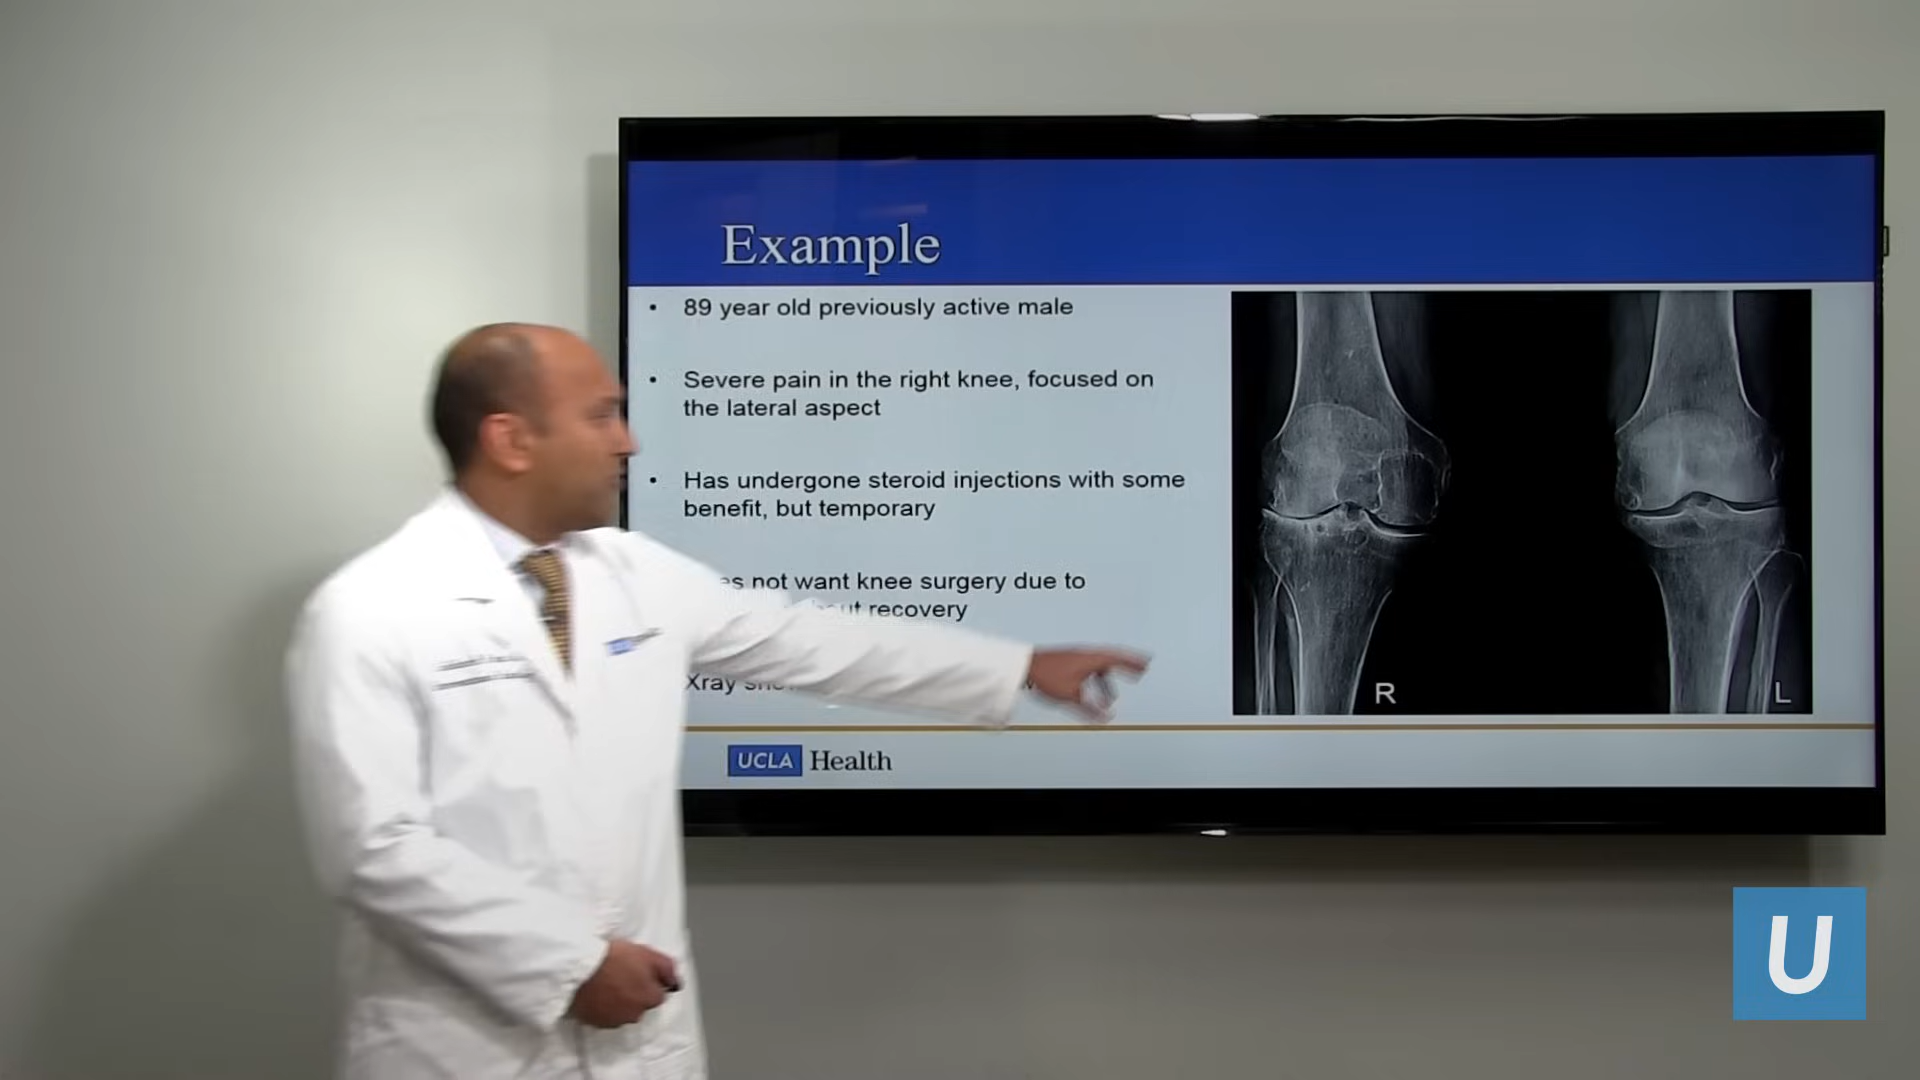 Example
• 89 year old previously active male
• Severe pain in the right knee, focused on
the lateral aspect
• Has undergone steroid injections with some
benefit, but temporary
not want knee surgery due to
recovery
Xray
R
L
UCLA Health
U